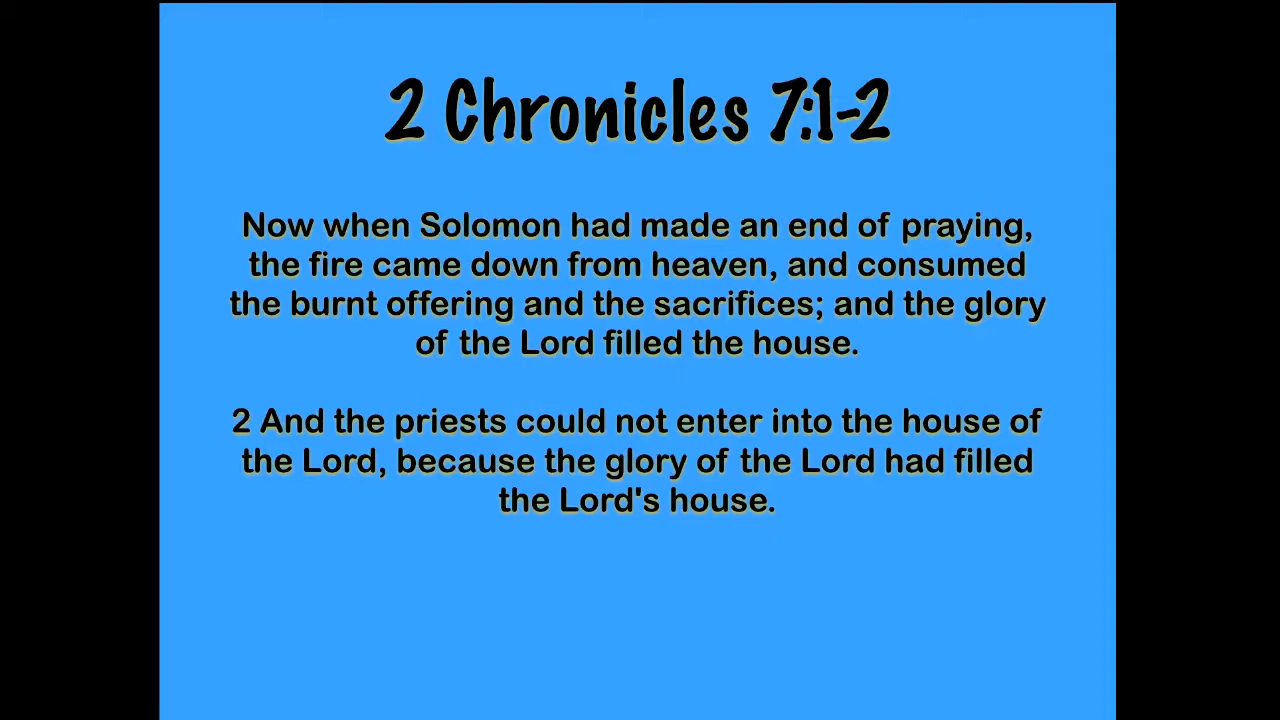 2 Chronicles 7:1-2
Now when Solomon had made an end of praying,
the fire came down from heaven, and consumed
the burnt offering and the sacrifices; and the glory
of the Lord filled the house.
2 And the priests could not enter into the house of
the Lord, because the glory of the Lord had filled
the Lord's house.